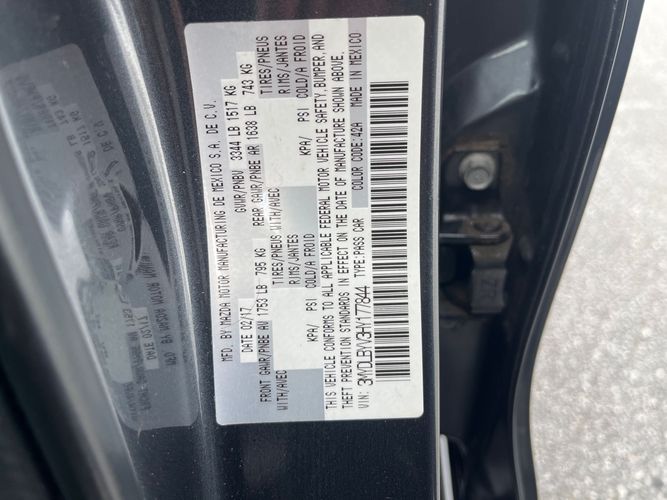 MFD. BY MAZDA MOTOR MANUFACTURING DE MEXICO S.A. DE C.V.
DATE 02/17 GVWR/PNBV 3344 LB 1517 KG
FRONT GAWR/PNBE AV 1753 LB 795 KG REAR GAWR/PNBE AR 1638 LB 743 KG
WITH/AVEC TIRES/PNEUS WITH/AVEC TIRES/PNEUS
RIMS/JANTES RIMS/JANTES
KPA/ PSI COLD/A FROID KPA/ PSI COLD/A FROID
THIS VEHICLE CONFORMS TO ALL APPLICABLE FEDERAL MOTOR VEHICLE SAFETY, BUMPER, AND
THEFT PREVENTION STANDARDS IN EFFECT ON THE DATE OF MANUFACTURE SHOWN ABOVE.
VIN: 3MYDLBYV3HY177844 TYPE:PASS CAR COLOR CODE:42A MADE IN MEXICO